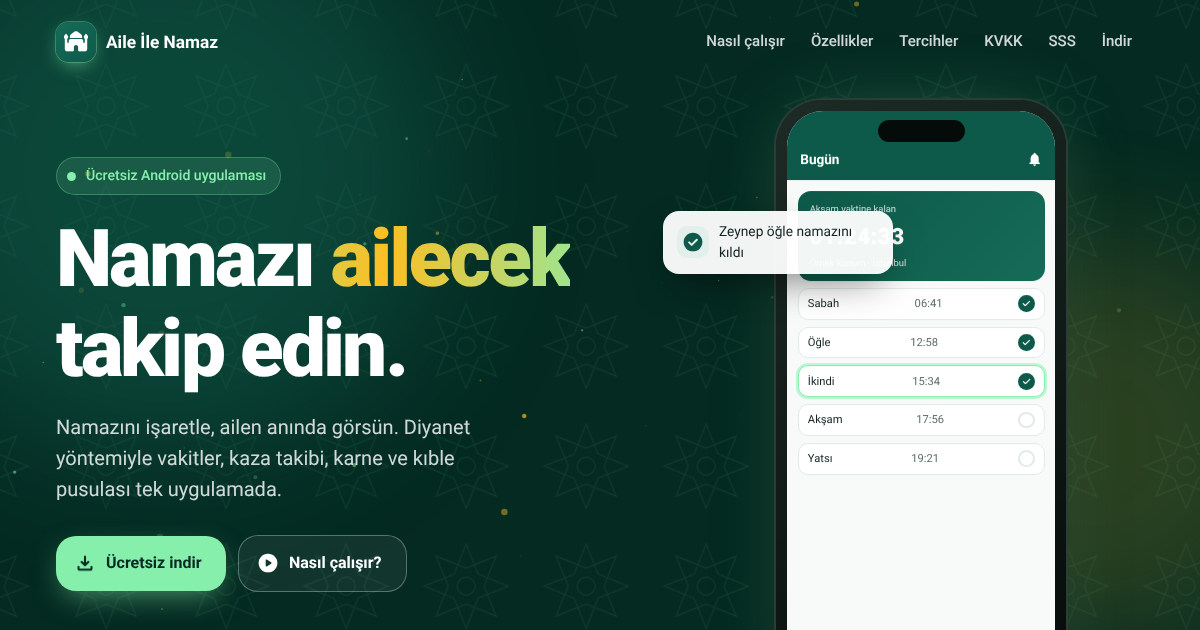 Aile İle Namaz
Nasıl çalışır
Özellikler
Tercihler
KVKK
SSS
İndir
Ücretsiz Android uygulaması
Namazı ailecek
takip edin.
Namazını işaretle, ailen anında görsün. Diyanet
yöntemiyle vakitler, kaza takibi, karne ve kıble
pusulası tek uygulamada.
Ücretsiz indir
Nasıl çalışır?
Bugün
Akşam vaktine kalan
Zeynep öğle namazını
kıldı
Sabah 06:41
Öğle 12:58
İkindi 15:34
Akşam 17:56
Yatsı 19:21